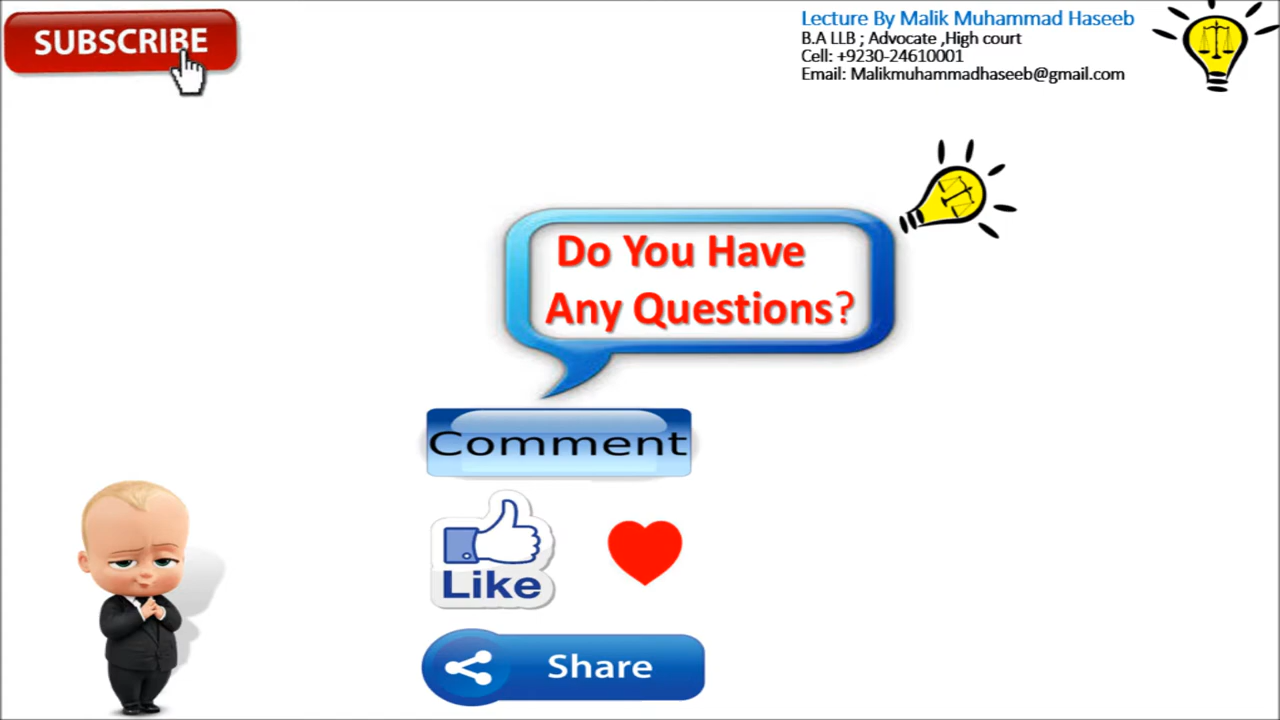 SUBSCRIBE
Lecture By Malik Muhammad Haseeb
B.A LLB ; Advocate ,High court
Cell: +9230-24610001
Email: Malikmuhammadhaseeb@gmail.com
Do You Have
Any Questions?
Comment
Like
Share